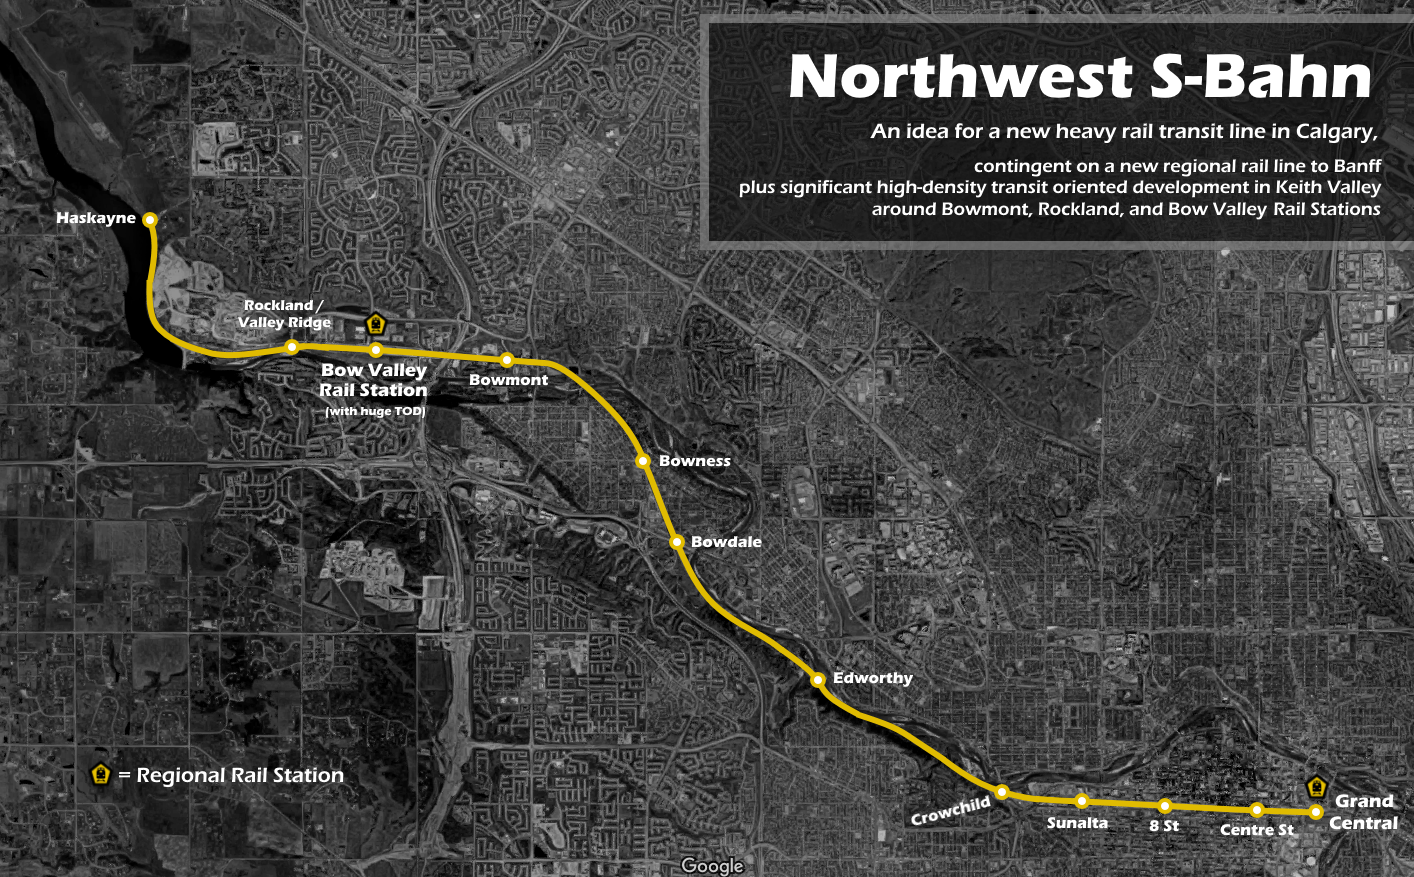 Northwest S-Bahn
An idea for a new heavy rail transit line in Calgary,
contingent on a new regional rail line to Banff
plus significant high-density transit oriented development in Keith Valley
around Bowmont, Rockland, and Bow Valley Rail Stations
Haskayne
Rockland /
Valley Ridge
Bow Valley
Rail Station
(with huge TOD)
Bowmont
Bowness
Bowdale
Edworthy
= Regional Rail Station
Crowchild
Sunalta
8 St
Centre St
Grand
Central
Google